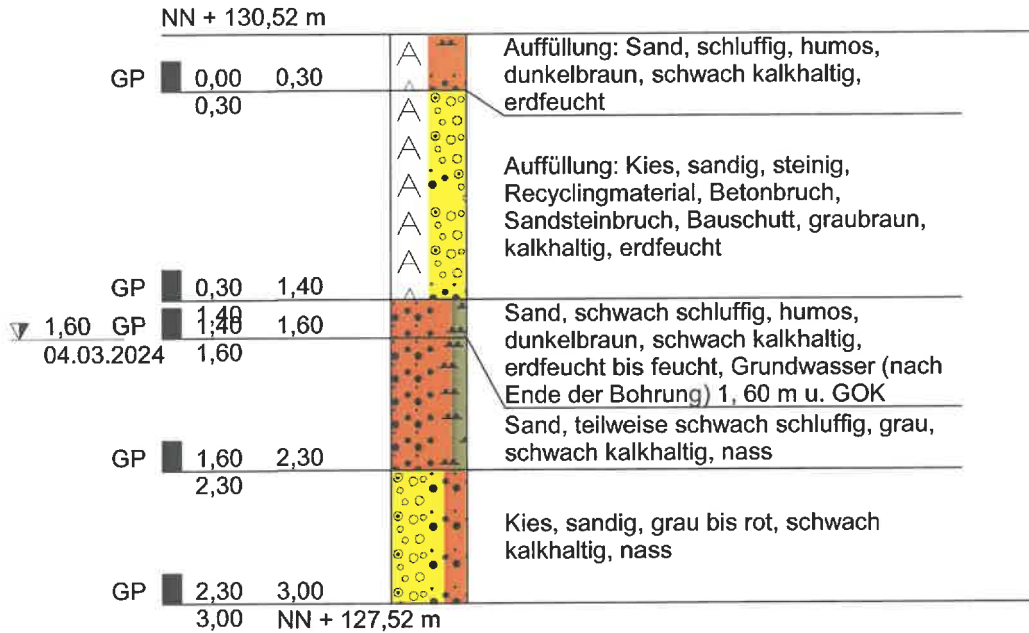 NN + 130,52 m
GP 0,00 0,30
0,30
A
Auffüllung: Sand, schluffig, humos,
dunkelbraun, schwach kalkhaltig,
erdfeucht
A
A
A
A
A
Auffüllung: Kies, sandig, steinig,
Recyclingmaterial, Betonbruch,
Sandsteinbruch, Bauschutt, graubraun,
kalkhaltig, erdfeucht
GP 0,30 1,40
1,40
1,60 GP 1,40 1,60
04.03.2024 1,60
Sand, schwach schluffig, humos,
dunkelbraun, schwach kalkhaltig,
erdfeucht bis feucht, Grundwasser (nach
Ende der Bohrung) 1, 60 m u. GOK
Sand, teilweise schwach schluffig, grau,
schwach kalkhaltig, nass
GP 1,60 2,30
2,30
Kies, sandig, grau bis rot, schwach
kalkhaltig, nass
GP 2,30 3,00
3,00 NN + 127,52 m